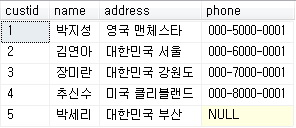 custid name address phone
1 박지성 영국 맨체스타 000-5000-0001
2 김연아 대한민국 서울 000-6000-0001
3 장미란 대한민국 강원도 000-7000-0001
4 추신수 미국 클리블랜드 000-8000-0001
5 박세리 대한민국 부산 NULL